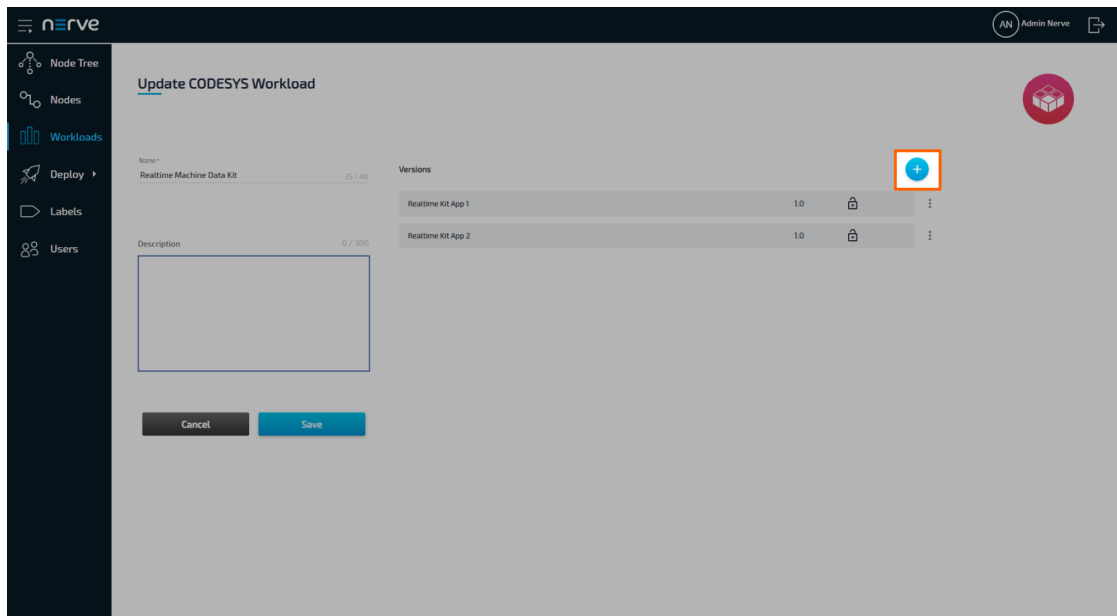 nerve
AN Admin Nerve
Node Tree
Nodes
Workloads
Deploy
Labels
Users
Update CODESYS Workload
Name *
Realtime Machine Data Kit 25 / 40
Description 0 / 300
Cancel Save
Versions
Realtime Kit App 1 1.0
Realtime Kit App 2 1.0